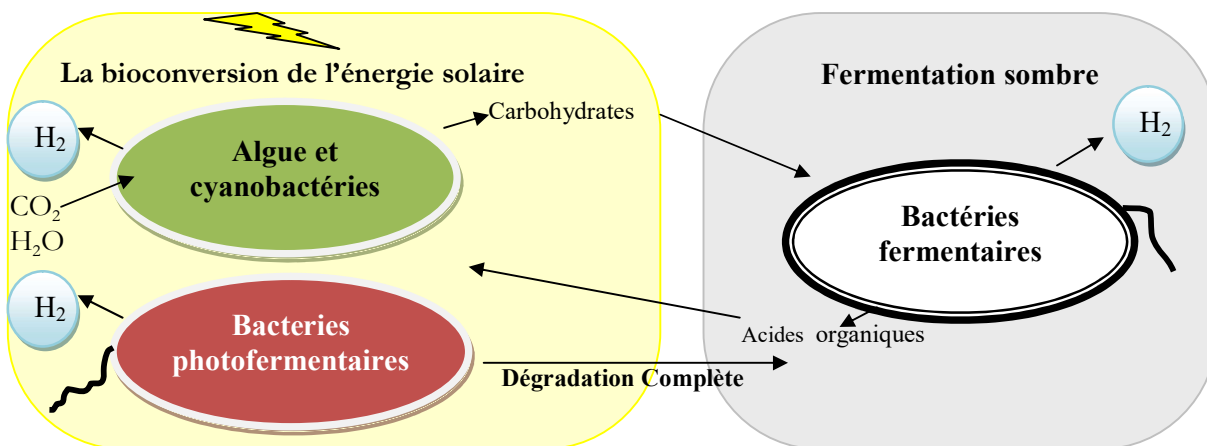 La bioconversion de l'énergie solaire
H₂
Algue et
cyanobactéries
Carbohydrates
CO₂
H₂O
H₂
Bacteries
photofermentaires
Dégradation Complète
Fermentation sombre
H₂
Bactéries
fermentaires
Acides organiques